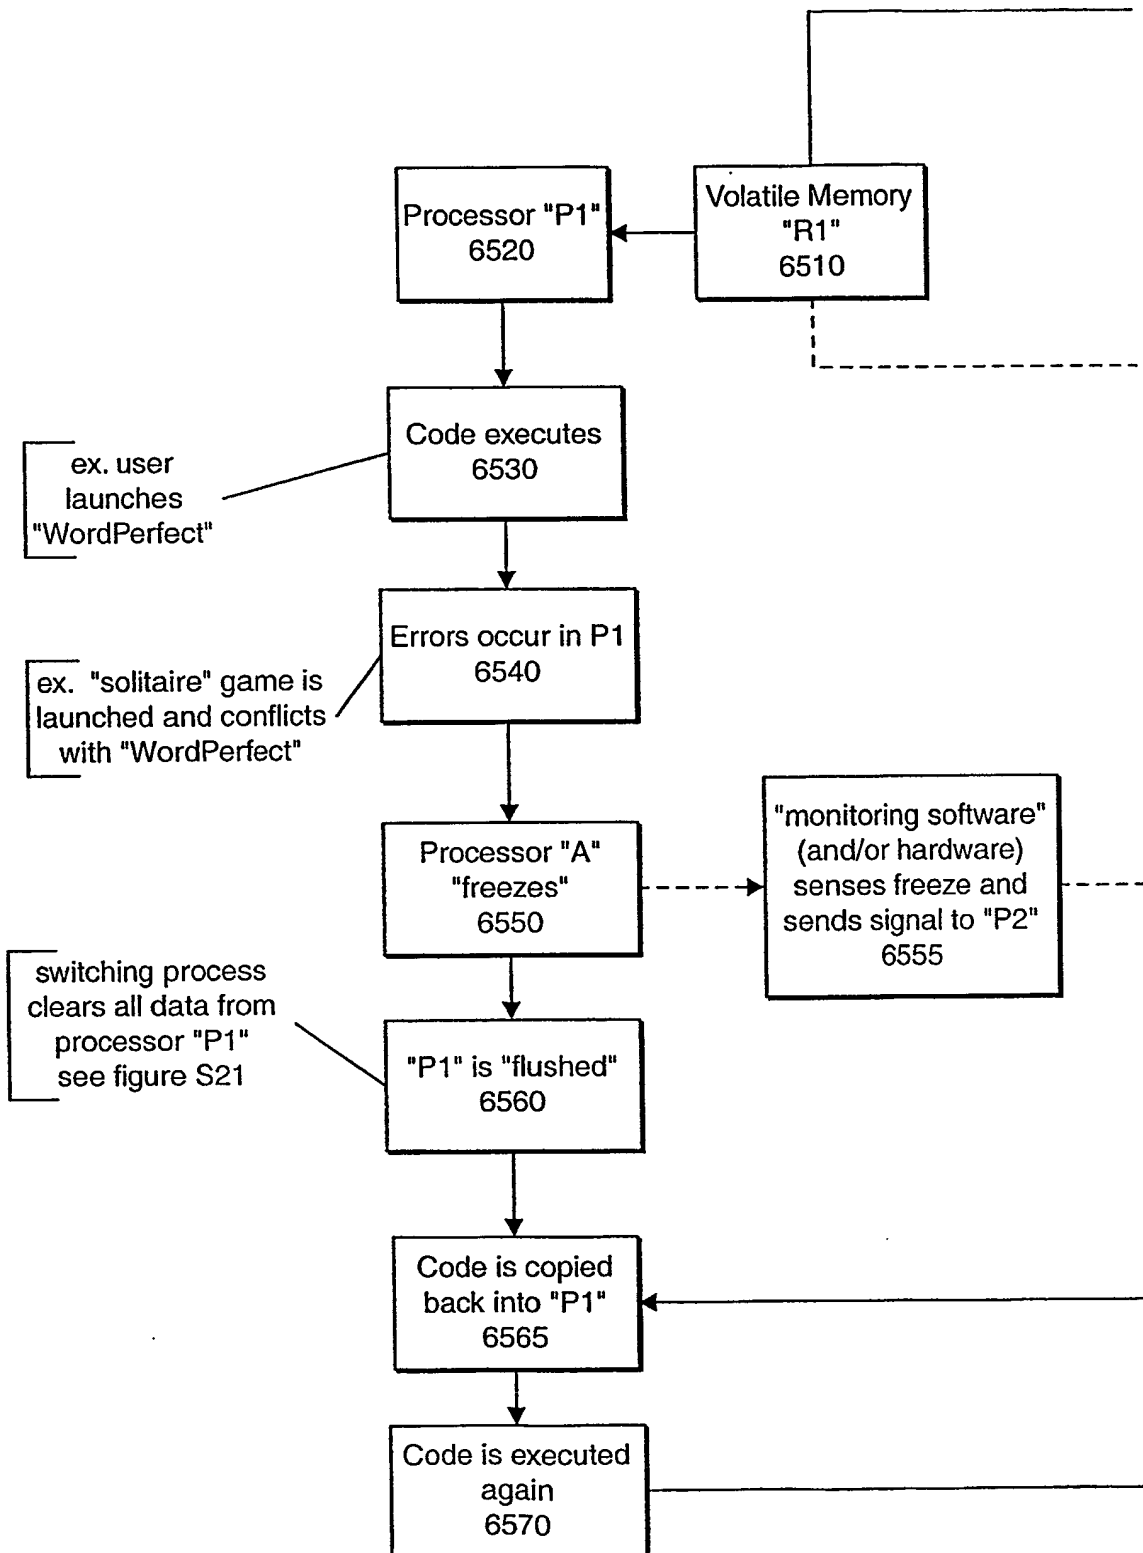 Processor "P1"
6520
Volatile Memory
"R1"
6510
Code executes
6530
ex. user
launches
"WordPerfect"
Errors occur in P1
6540
ex. "solitaire" game is
launched and conflicts
with "WordPerfect"
Processor "A"
"freezes"
6550
"monitoring software"
(and/or hardware)
senses freeze and
sends signal to "P2"
6555
switching process
clears all data from
processor "P1"
see figure S21
"P1" is "flushed"
6560
Code is copied
back into "P1"
6565
Code is executed
again
6570